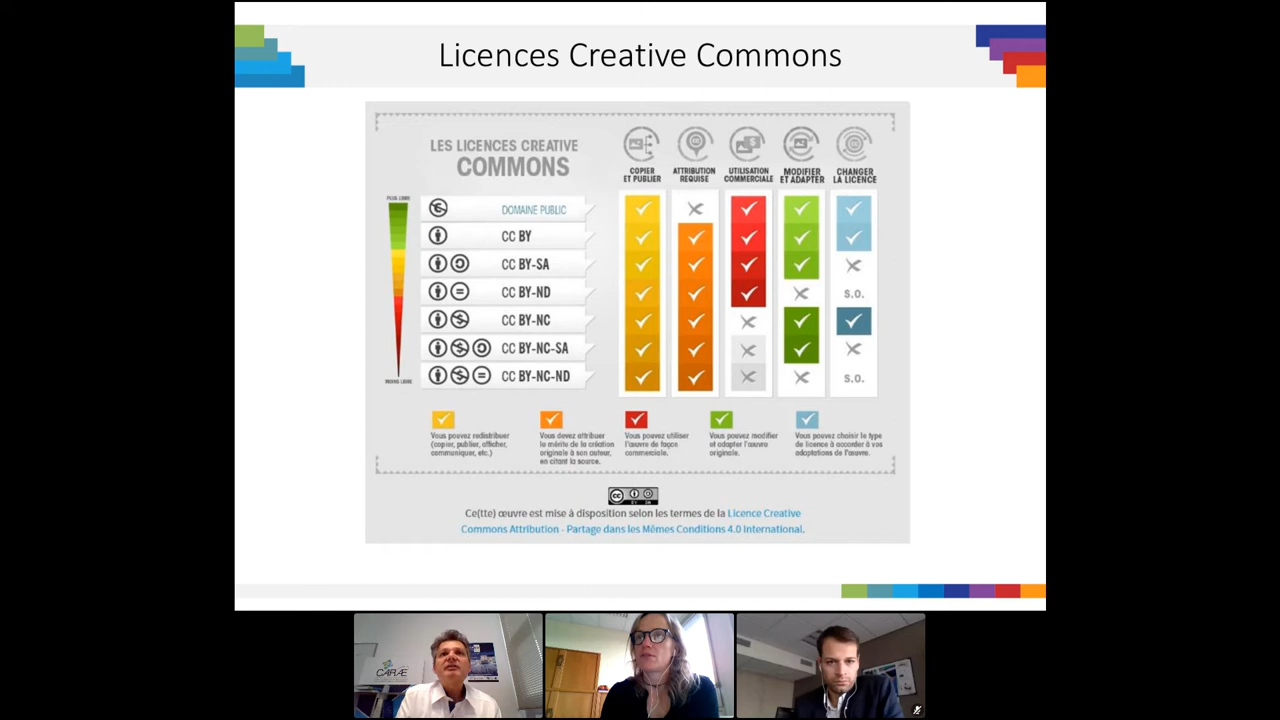 Licences Creative Commons
LES LICENCES CREATIVE
COMMONS
COPIER
ET PUBLIER
ATTRIBUTION
REQUISE
UTILISATION
COMMERCIALE
MODIFIER
ET ADAPTER
CHANGER
LA LICENCE
PLUS LIBRE
DOMAINE PUBLIC
CC BY
CC BY-SA
CC BY-ND
S.O.
CC BY-NC
CC BY-NC-SA
CC BY-NC-ND
S.O.
MOINS LIBRE
Vous pouvez redistribuer
(copier, publier, afficher,
communiquer, etc.)
Vous devez attribuer
le mérite de la création
originale à son auteur,
en citant la source.
Vous pouvez utiliser
l'œuvre de façon
commerciale.
Vous pouvez modifier
et adapter l'œuvre
originale.
Vous pouvez choisir le type
de licence à accorder à vos
adaptations de l'œuvre.
cc
BY SA
Ce(tte) œuvre est mise à disposition selon les termes de la Licence Creative
Commons Attribution - Partage dans les Mêmes Conditions 4.0 International.